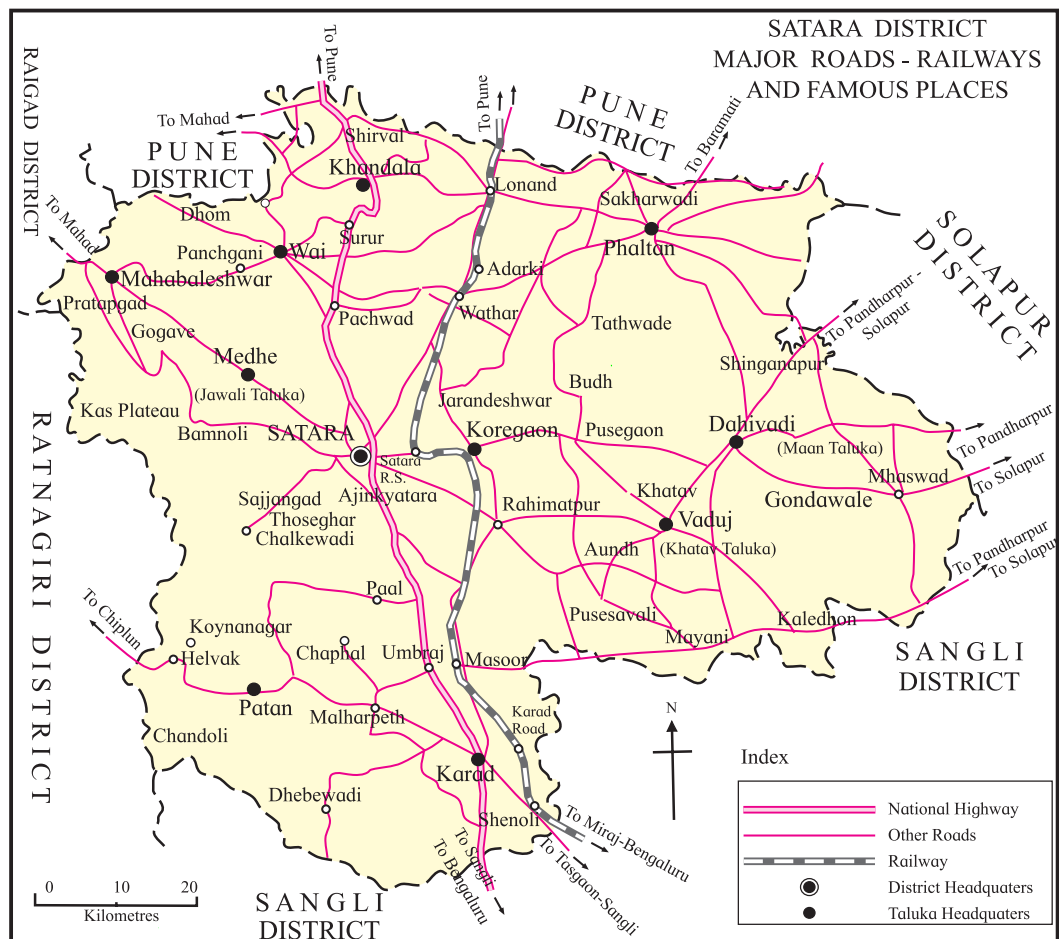 SATARA DISTRICT
MAJOR ROADS - RAILWAYS
AND FAMOUS PLACES
RAIGAD DISTRICT
To Pune
To Pune
To Mahad
PUNE
DISTRICT
PUNE
DISTRICT
To Baramati
Shirval
Khandala
Lonand
Sakharwadi
Dhom
To Mahad
Surur
Phaltan
Panchgani
Wai
SOLAPUR
DISTRICT
Mahabaleshwar
Adarki
Pratapgad
Pachwad
Wathar
To Pandharpur -
Solapur
Gogave
Tathwade
Medhe
(Jawali Taluka)
Shinganapur
Budh
Kas Plateau
Jarandeshwar
Bamnoli
SATARA
Koregaon
Pusegaon
Dahivadi
(Maan Taluka)
To Pandharpur
Satara
R.S.
Ajinkyatara
Mhaswad
To Solapur
Sajjangad
Khatav
Gondawale
Thoseghar
Chalkewadi
Rahimatpur
Vaduj
(Khatav Taluka)
Aundh
To Pandharpur
To Solapur
RATNAGIRI DISTRICT
Paal
Pusesavali
Kaledhon
Mayani
To Chiplun
Koynanagar
Chaphal
Umbraj
Helvak
Masoor
SANGLI
DISTRICT
Patan
Malharpeth
Karad
Road
N
Chandoli
Karad
Index
Dhebewadi
Shenoli
National Highway
Other Roads
Railway
District Headquaters
Taluka Headquaters
To Miraj-Bengaluru
To Tasgaon-Sangli
To Sangli
To Bengaluru
0 10 20
Kilometres
SANGLI
DISTRICT